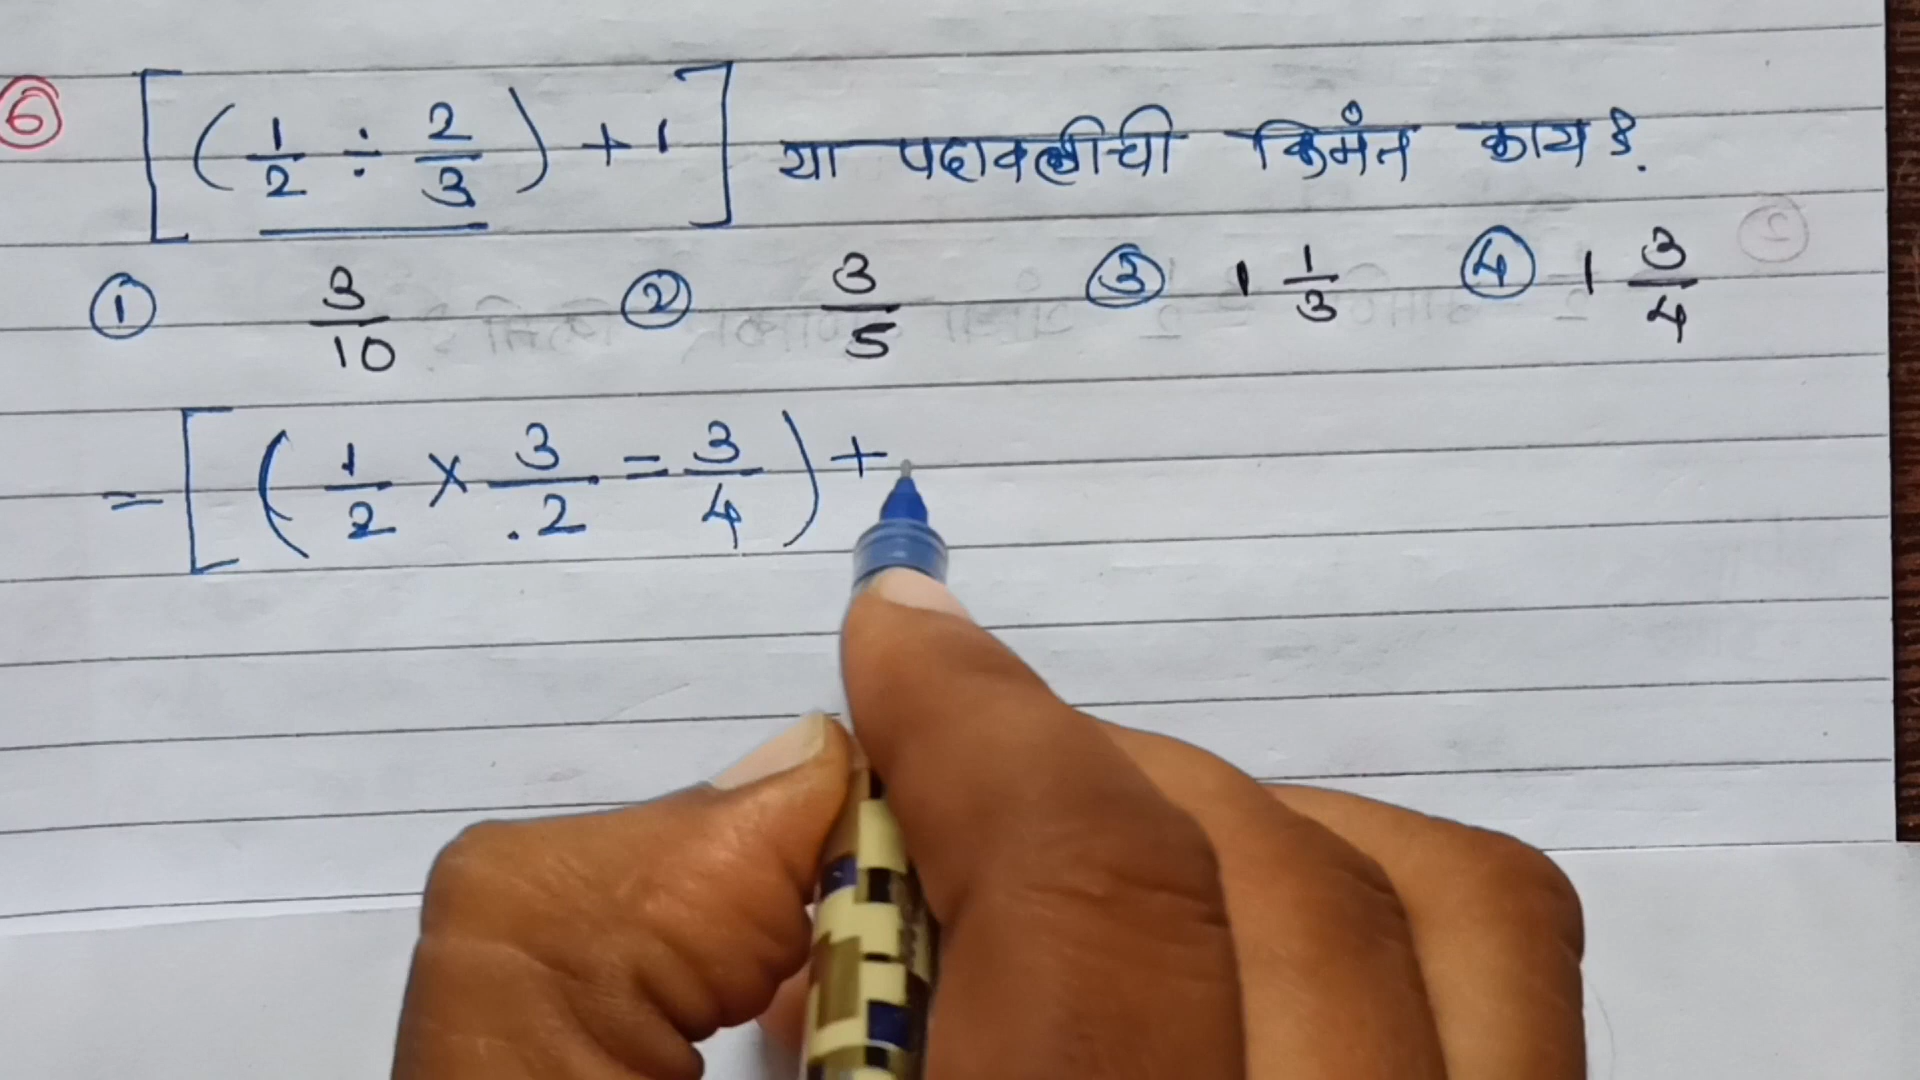 ⑥ [(1/2 ÷ 2/3) + 1] या पदावलीची किमंत काय ?.
① 3/10 ② 3/5 ③ 1 1/3 ④ 1 3/4
= [(1/2 × 3/.2 = 3/4) +